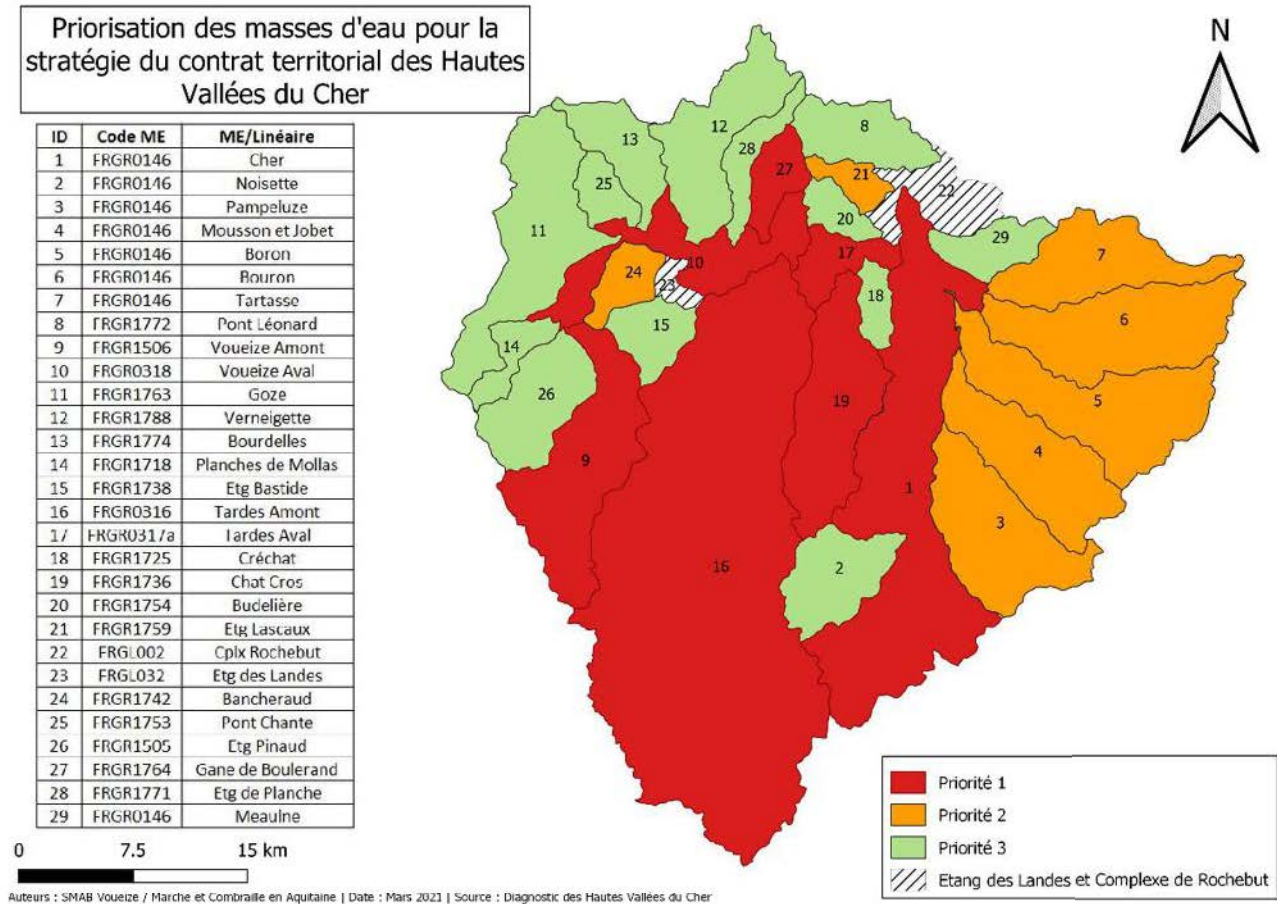 Priorisation des masses d'eau pour la
stratégie du contrat territorial des Hautes
Vallées du Cher
N
ID Code ME ME/Linéaire
1 FRGR0146 Cher
2 FRGR0146 Noisette
3 FRGR0146 Pampeluze
4 FRGR0146 Mousson et Jobet
5 FRGR0146 Boron
6 FRGR0146 Bouron
7 FRGR0146 Tartasse
8 FRGR1772 Pont Léonard
9 FRGR1506 Voueize Amont
10 FRGR0318 Voueize Aval
11 FRGR1763 Goze
12 FRGR1788 Verneigette
13 FRGR1774 Bourdelles
14 FRGR1718 Planches de Mollas
15 FRGR1738 Etg Bastide
16 FRGR0316 Tardes Amont
17 FRGR0317a Tardes Aval
18 FRGR1725 Créchat
19 FRGR1736 Chat Cros
20 FRGR1754 Budelière
21 FRGR1759 Etg Lascaux
22 FRGL002 Cplx Rochebut
23 FRGL032 Etg des Landes
24 FRGR1742 Bancheraud
25 FRGR1753 Pont Chante
26 FRGR1505 Etg Pinaud
27 FRGR1764 Gane de Boulerand
28 FRGR1771 Etg de Planche
29 FRGR0146 Meaulne
12
8
13
28
27
21
25
22
20
11
29
17
7
10
24
23
18
6
15
14
26
5
19
4
9
1
3
16
2
Priorité 1
Priorité 2
Priorité 3
Etang des Landes et Complexe de Rochebut
0 7.5 15 km
Auteurs : SMAB Voueize / Marche et Combraille en Aquitaine | Date : Mars 2021 | Source : Diagnostic des Hautes Vallées du Cher